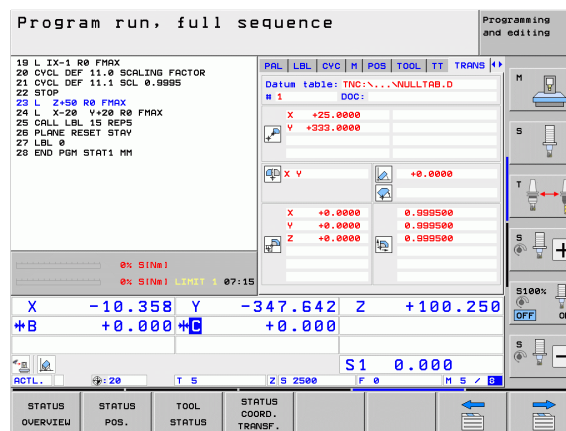 Program run, full sequence
Programming and editing
19 L IX-1 R0 FMAX
20 CYCL DEF 11.0 SCALING FACTOR
21 CYCL DEF 11.1 SCL 0.9995
22 STOP
23 L Z+50 R0 FMAX
24 L X-20 Y+20 R0 FMAX
25 CALL LBL 15 REP5
26 PLANE RESET STAY
27 LBL 0
28 END PGM STAT1 MM
PAL LBL CYC M POS TOOL TT TRANS
Datum table: TNC:\...\NULLTAB.D
# 1 DOC:
X +25.0000
Y +333.0000
X Y +0.0000
X +0.0000 0.999500
Y +0.0000 0.999500
Z +0.0000 0.999500
0% S[Nm]
0% S[Nm] LIMIT 1 07:15
X -10.358 Y -347.642 Z +100.250
B +0.000 C +0.000
S1 0.000
ACTL. : 20 T 5 Z S 2500 F 0 M 5 / 8
STATUS OVERVIEW
STATUS POS.
TOOL STATUS
STATUS COORD. TRANSF.
M
S
T
S
S100%
OFF
S